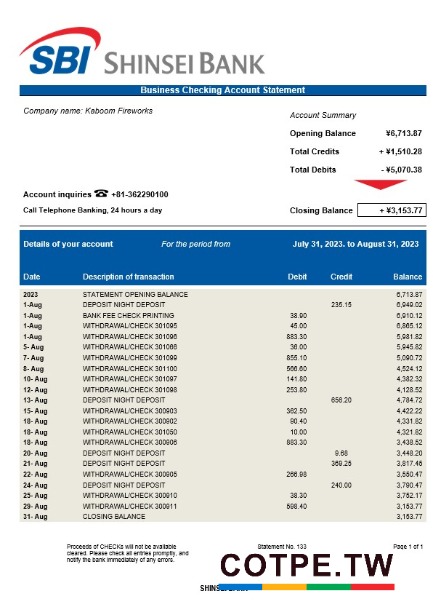 SBI SHINSEI BANK
Business Checking Account Statement
Company name: Kaboom Fireworks
Account Summary
Opening Balance ¥6,713.87
Total Credits + ¥1,510.28
Total Debits - ¥5,070.38
Account inquiries ☎ +81-362290100
Call Telephone Banking, 24 hours a day
Closing Balance + ¥3,153.77
Details of your account For the period from July 31, 2023. to August 31, 2023
Date Description of transaction Debit Credit Balance
2023 STATEMENT OPENING BALANCE 6,713.87
1-Aug DEPOSIT NIGHT DEPOSIT 235.15 6,949.02
1-Aug BANK FEE CHECK PRINTING 38.90 6,910.12
1-Aug WITHDRAWAL/CHECK 301095 45.00 6,865.12
1-Aug WITHDRAWAL/CHECK 301096 883.30 5,981.82
5- Aug WITHDRAWAL/CHECK 301068 36.00 5,945.82
7- Aug WITHDRAWAL/CHECK 301099 855.10 5,090.72
8- Aug WITHDRAWAL/CHECK 301100 566.60 4,524.12
10- Aug WITHDRAWAL/CHECK 301097 141.80 4,382.32
12- Aug WITHDRAWAL/CHECK 301098 253.80 4,128.52
13- Aug DEPOSIT NIGHT DEPOSIT 656.20 4,784.72
15- Aug WITHDRAWAL/CHECK 300903 362.50 4,422.22
18- Aug WITHDRAWAL/CHECK 300902 90.40 4,331.82
18- Aug WITHDRAWAL/CHECK 301050 10.00 4,321.82
18- Aug WITHDRAWAL/CHECK 300906 883.30 3,438.52
20- Aug DEPOSIT NIGHT DEPOSIT 9.68 3,448.20
21- Aug DEPOSIT NIGHT DEPOSIT 369.25 3,817.45
22- Aug WITHDRAWAL/CHECK 300905 266.98 3,550.47
24- Aug DEPOSIT NIGHT DEPOSIT 240.00 3,790.47
25- Aug WITHDRAWAL/CHECK 300910 38.30 3,752.17
29- Aug WITHDRAWAL/CHECK 300911 598.40 3,153.77
31- Aug CLOSING BALANCE 3,153.77
Proceeds of CHECKs will not be available
cleared. Please check all entries promptly, and
notify the bank immediately of any errors.
Statement No. 133
Page 1 of 1
COTPE.TW